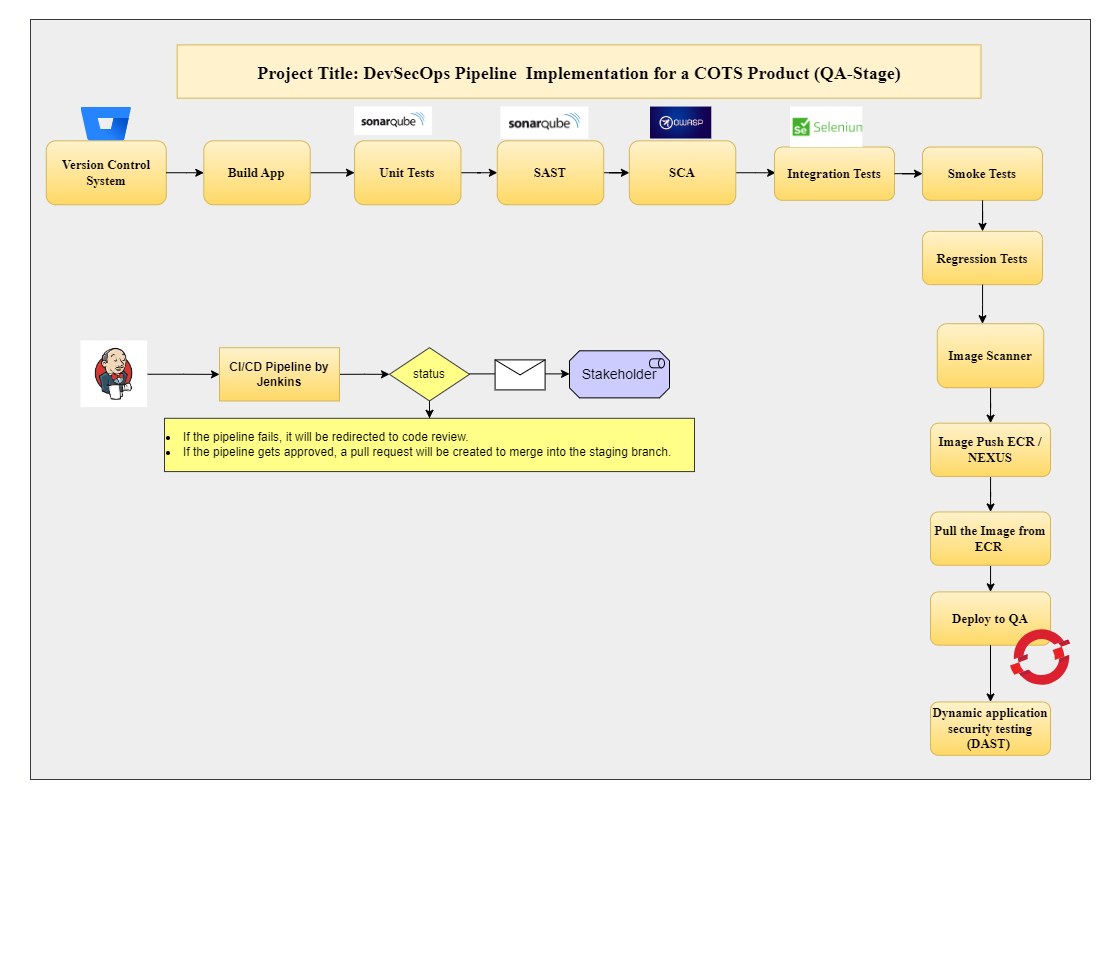 Project Title: DevSecOps Pipeline Implementation for a COTS Product (QA-Stage)
sonarqube
sonarqube
OWASP
Se Selenium
Version Control
System
Build App
Unit Tests
SAST
SCA
Integration Tests
Smoke Tests
Regression Tests
Image Scanner
CI/CD Pipeline by
Jenkins
status
Stakeholder
If the pipeline fails, it will be redirected to code review.
If the pipeline gets approved, a pull request will be created to merge into the staging branch.
Image Push ECR /
NEXUS
Pull the Image from
ECR
Deploy to QA
Dynamic application
security testing
(DAST)